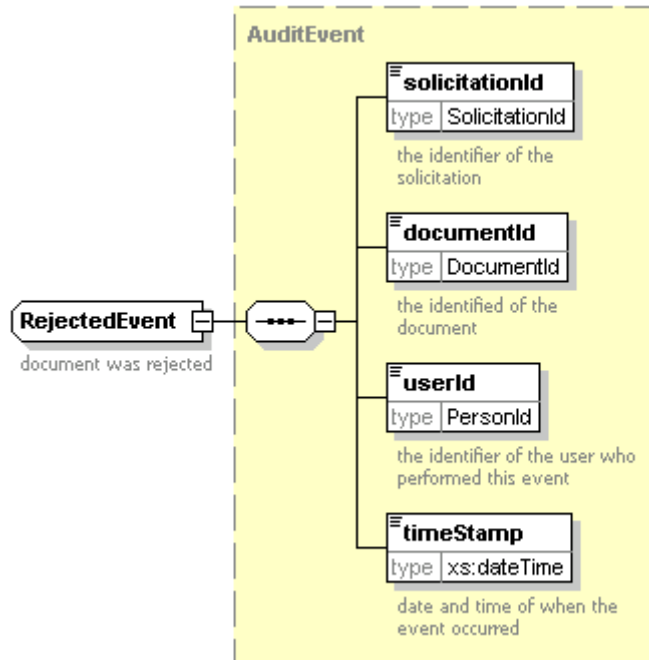 AuditEvent
solicitationId
type SolicitationId
the identifier of the
solicitation
documentId
type DocumentId
the identified of the
document
RejectedEvent
document was rejected
userId
type PersonId
the identifier of the user who
performed this event
timeStamp
type xs:dateTime
date and time of when the
event occurred